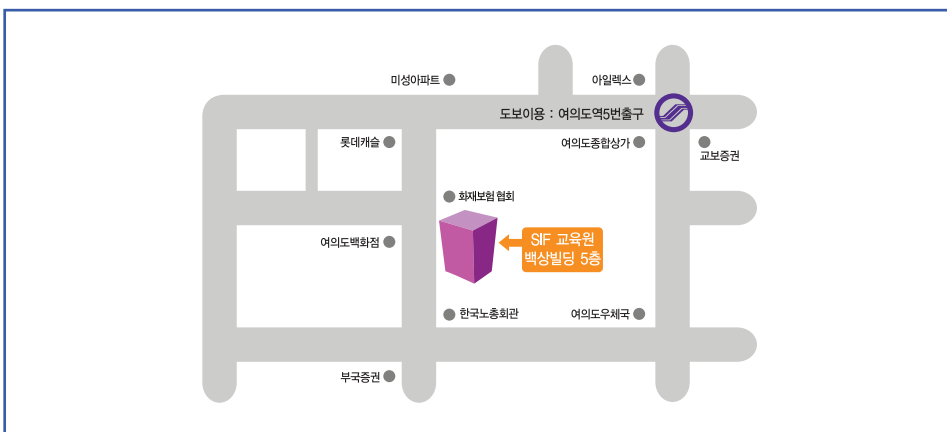 미성아파트
아일렉스
도보이용 : 여의도역5번출구
롯데캐슬
여의도종합상가
교보증권
화재보험 협회
여의도백화점
SIF 교육원
백상빌딩 5층
한국노총회관
여의도우체국
부국증권